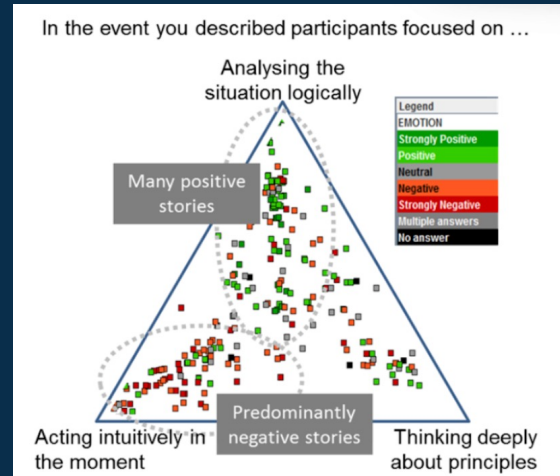 In the event you described participants focused on ...
Analysing the
situation logically
Legend
EMOTION
Strongly Positive
Positive
Neutral
Negative
Strongly Negative
Multiple answers
No answer
Many positive
stories
Predominantly
negative stories
Acting intuitively in
the moment
Thinking deeply
about principles